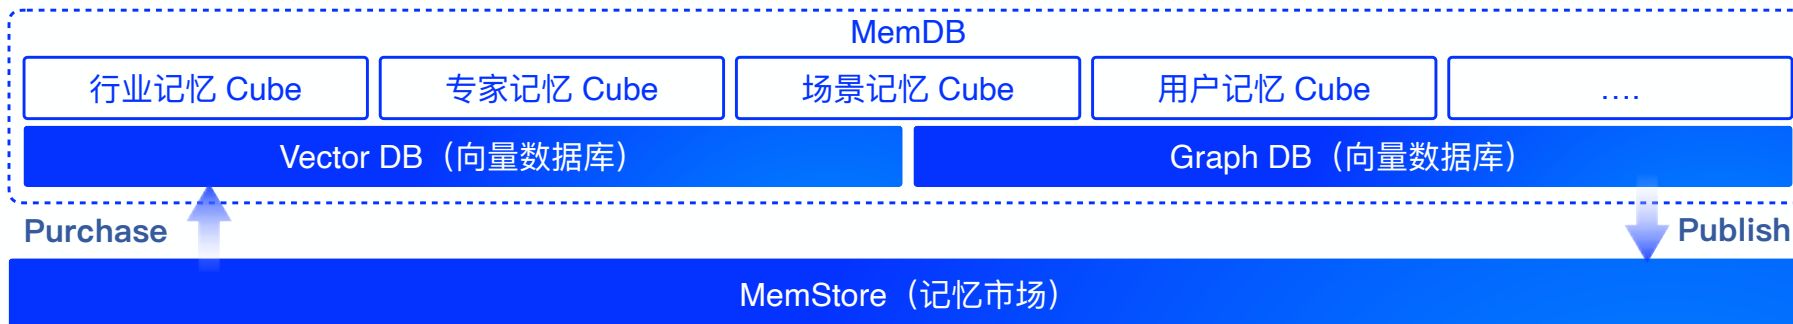 MemDB
行业记忆 Cube
专家记忆 Cube
场景记忆 Cube
用户记忆 Cube
....
Vector DB（向量数据库）
Graph DB（向量数据库）
Purchase
Publish
MemStore（记忆市场）